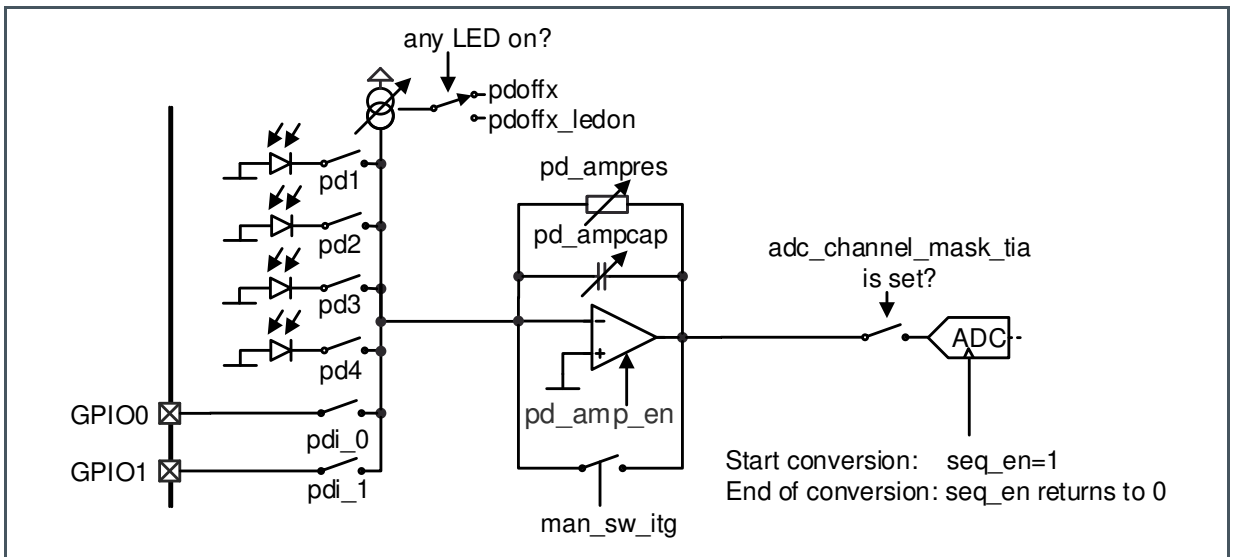 any LED on?
pdoffx
pdoffx_ledon
pd1
pd2
pd3
pd4
GPIO0
pdi_0
GPIO1
pdi_1
pd_ampres
pd_ampcap
−
+
pd_amp_en
man_sw_itg
adc_channel_mask_tia
is set?
ADC
Start conversion: seq_en=1
End of conversion: seq_en returns to 0